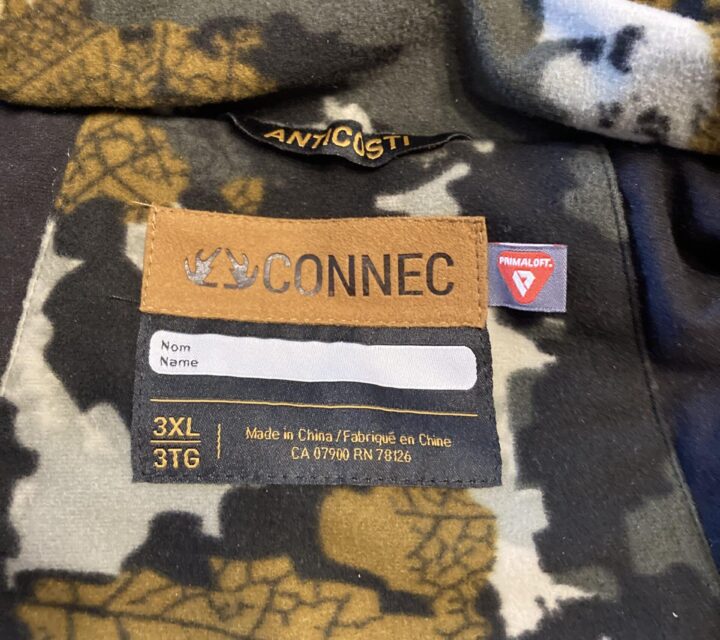 ANTICOSTI
CONNEC
PRIMALOFT
Nom
Name
3XL
3TG
Made in China / Fabriqué en Chine
CA 07900 RN 78126